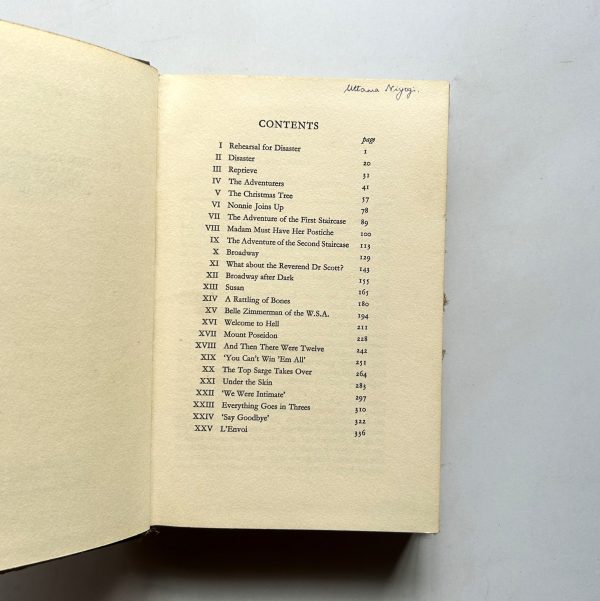 Uttara Niyogi.
CONTENTS
page
I Rehearsal for Disaster 1
II Disaster 20
III Reprieve 31
IV The Adventurers 41
V The Christmas Tree 57
VI Nonnie Joins Up 78
VII The Adventure of the First Staircase 89
VIII Madam Must Have Her Postiche 100
IX The Adventure of the Second Staircase 113
X Broadway 129
XI What about the Reverend Dr Scott? 143
XII Broadway after Dark 155
XIII Susan 165
XIV A Rattling of Bones 180
XV Belle Zimmerman of the W.S.A. 194
XVI Welcome to Hell 211
XVII Mount Poseidon 228
XVIII And Then There Were Twelve 242
XIX ‘You Can’t Win ’Em All’ 251
XX The Top Sarge Takes Over 264
XXI Under the Skin 283
XXII ‘We Were Intimate’ 297
XXIII Everything Goes in Threes 310
XXIV ‘Say Goodbye’ 322
XXV L’Envoi 336